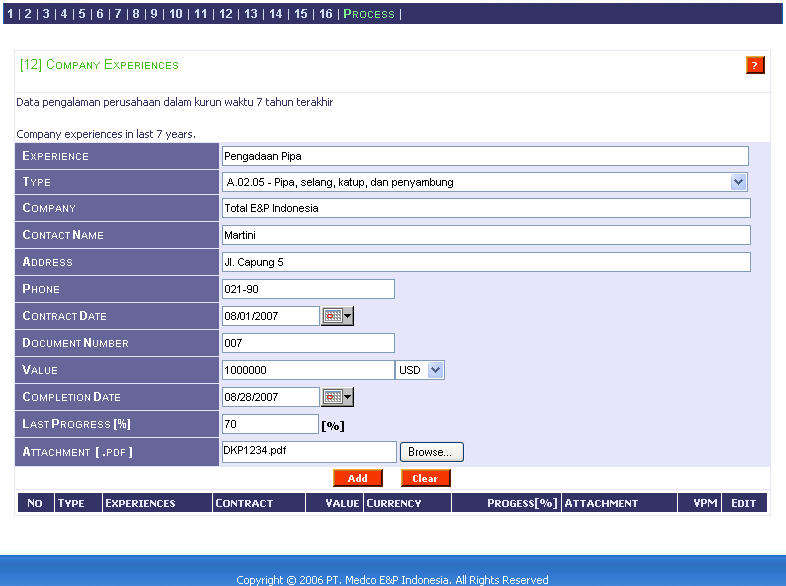 1 | 2 | 3 | 4 | 5 | 6 | 7 | 8 | 9 | 10 | 11 | 12 | 13 | 14 | 15 | 16 | PROCESS |
[12] COMPANY EXPERIENCES
?
Data pengalaman perusahaan dalam kurun waktu 7 tahun terakhir
Company experiences in last 7 years.
EXPERIENCE Pengadaan Pipa
TYPE A.02.05 - Pipa, selang, katup, dan penyambung
COMPANY Total E&P Indonesia
CONTACT NAME Martini
ADDRESS Jl. Capung 5
PHONE 021-90
CONTRACT DATE 08/01/2007
DOCUMENT NUMBER 007
VALUE 1000000 USD
COMPLETION DATE 08/28/2007
LAST PROGRESS [%] 70 [%]
ATTACHMENT [ .PDF ] DKP1234.pdf Browse...
Add Clear
NO TYPE EXPERIENCES CONTRACT VALUE CURRENCY PROGESS[%] ATTACHMENT VPM EDIT
Copyright © 2006 PT. Medco E&P Indonesia. All Rights Reserved